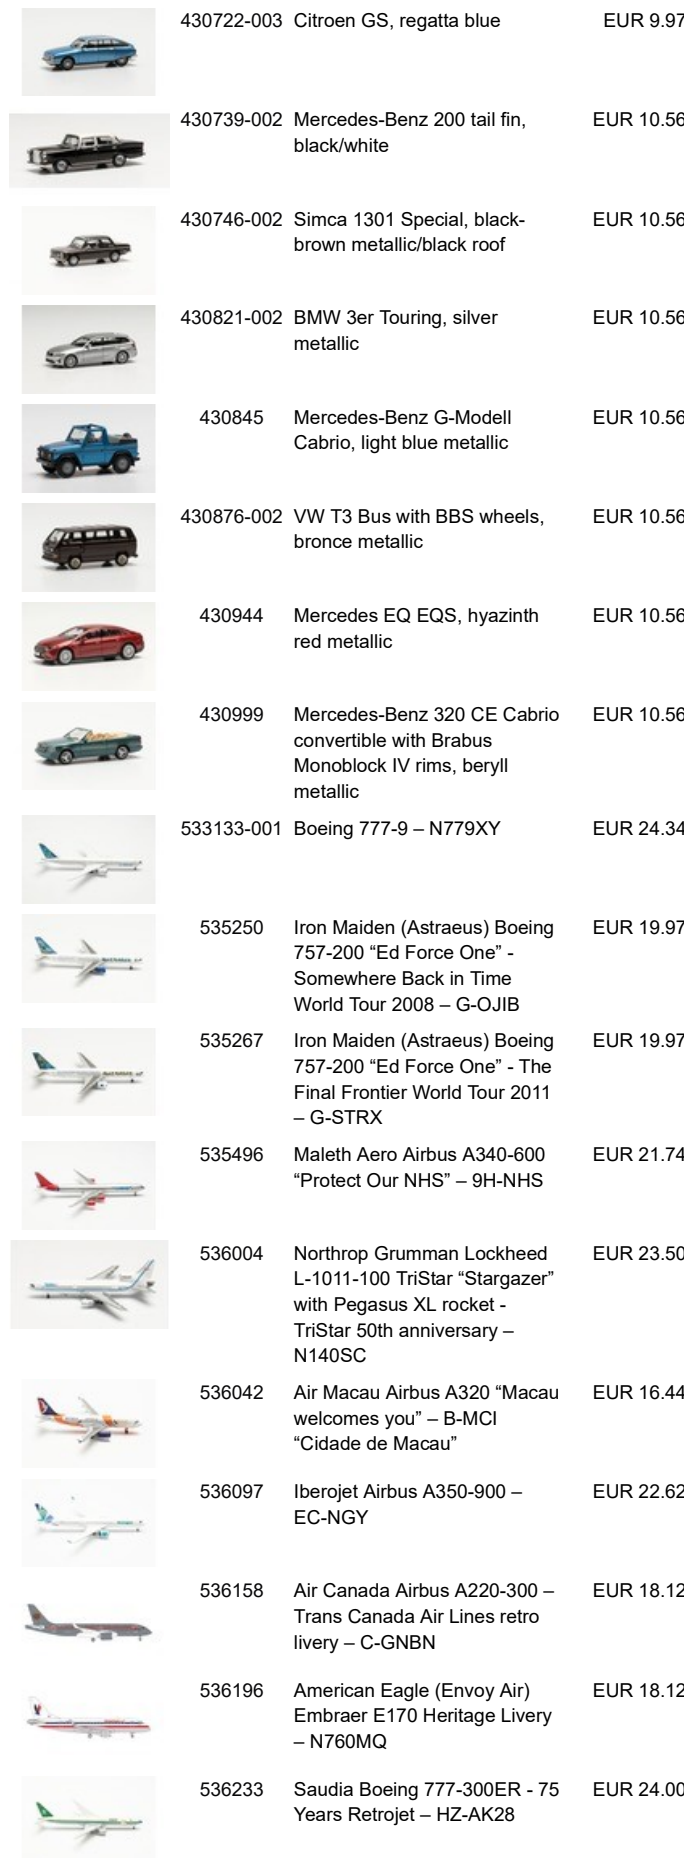 430722-003 Citroen GS, regatta blue EUR 9.97
430739-002 Mercedes-Benz 200 tail fin, EUR 10.56
black/white
430746-002 Simca 1301 Special, black- EUR 10.56
brown metallic/black roof
430821-002 BMW 3er Touring, silver EUR 10.56
metallic
430845 Mercedes-Benz G-Modell EUR 10.56
Cabrio, light blue metallic
430876-002 VW T3 Bus with BBS wheels, EUR 10.56
bronce metallic
430944 Mercedes EQ EQS, hyazinth EUR 10.56
red metallic
430999 Mercedes-Benz 320 CE Cabrio EUR 10.56
convertible with Brabus
Monoblock IV rims, beryll
metallic
533133-001 Boeing 777-9 – N779XY EUR 24.34
535250 Iron Maiden (Astraeus) Boeing EUR 19.97
757-200 “Ed Force One” -
Somewhere Back in Time
World Tour 2008 – G-OJIB
535267 Iron Maiden (Astraeus) Boeing EUR 19.97
757-200 “Ed Force One” - The
Final Frontier World Tour 2011
– G-STRX
535496 Maleth Aero Airbus A340-600 EUR 21.74
“Protect Our NHS” – 9H-NHS
536004 Northrop Grumman Lockheed EUR 23.50
L-1011-100 TriStar “Stargazer”
with Pegasus XL rocket -
TriStar 50th anniversary –
N140SC
536042 Air Macau Airbus A320 “Macau EUR 16.44
welcomes you” – B-MCI
“Cidade de Macau”
536097 Iberojet Airbus A350-900 – EUR 22.62
EC-NGY
536158 Air Canada Airbus A220-300 – EUR 18.12
Trans Canada Air Lines retro
livery – C-GNBN
536196 American Eagle (Envoy Air) EUR 18.12
Embraer E170 Heritage Livery
– N760MQ
536233 Saudia Boeing 777-300ER - 75 EUR 24.00
Years Retrojet – HZ-AK28